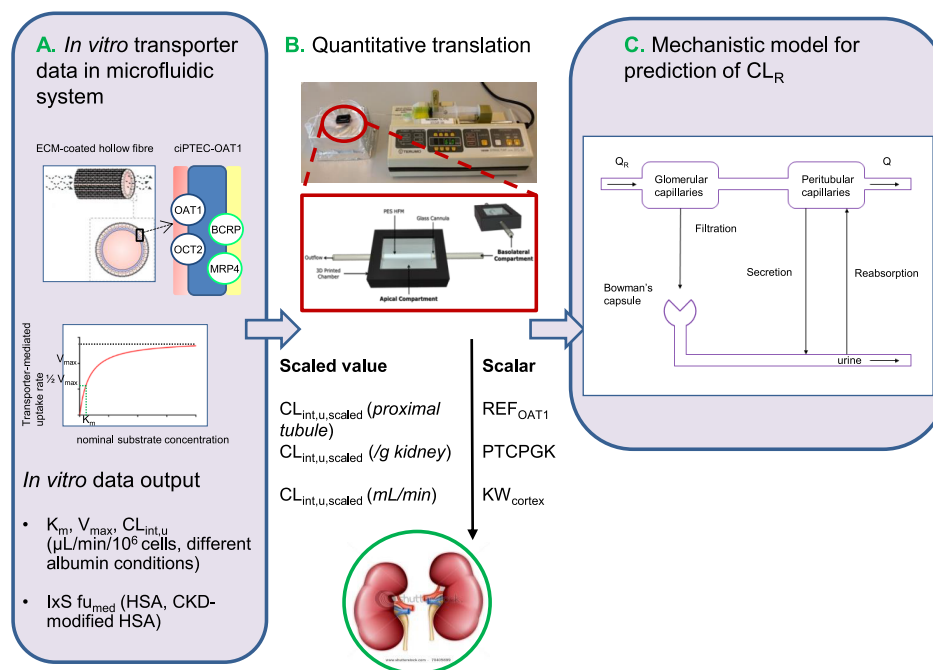 A. In vitro transporter
data in microfluidic
system
ECM-coated hollow fibre
ciPTEC-OAT1
OAT1
BCRP
OCT2
MRP4
Transporter-mediated
uptake rate
Vmax
½ Vmax
Km
nominal substrate concentration
In vitro data output
• Km, Vmax, CLint,u
(µL/min/10⁶ cells, different
albumin conditions)
• IxS fumed (HSA, CKD-
modified HSA)
B. Quantitative translation
PES HFM
Glass Cannula
Basolateral
Compartment
Outflow
3D Printed
Chamber
Apical Compartment
Scaled value
Scalar
CLint,u,scaled (proximal
tubule)
REFOAT1
CLint,u,scaled (/g kidney)
PTCPGK
CLint,u,scaled (mL/min)
KWcortex
C. Mechanistic model for
prediction of CLR
QR
Glomerular
capillaries
Peritubular
capillaries
Q
Filtration
Secretion
Reabsorption
Bowman's
capsule
urine